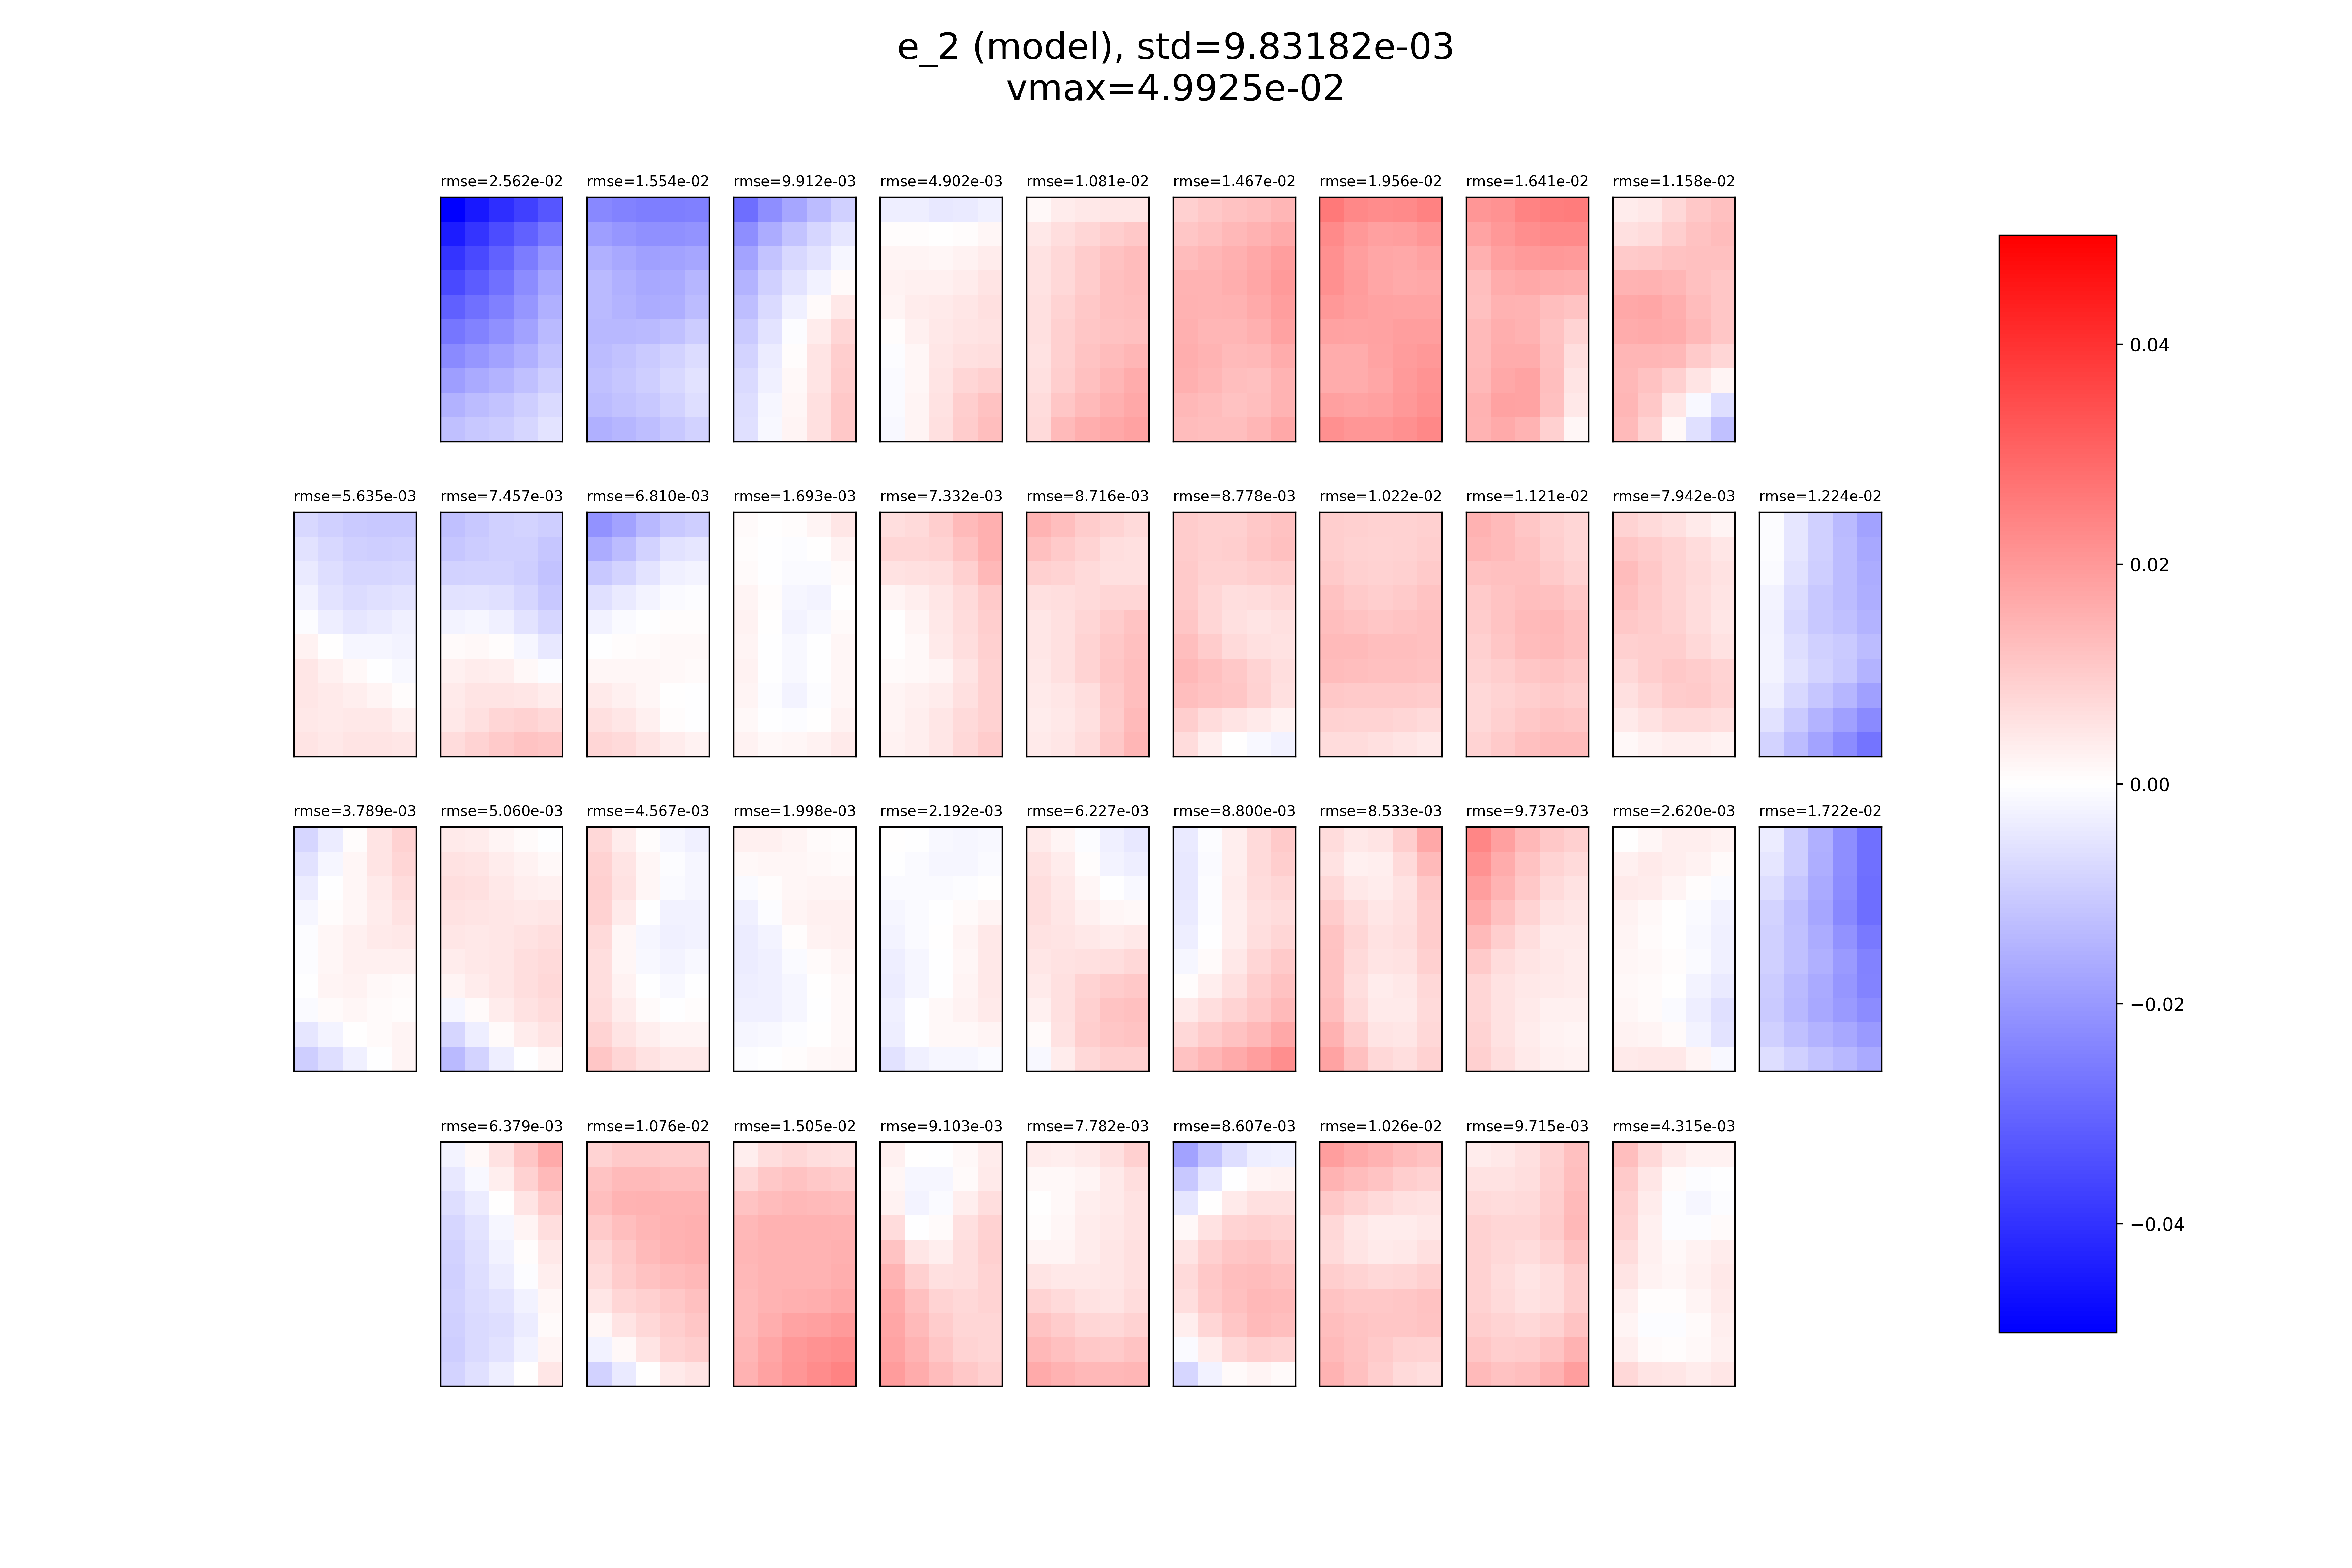 e_2 (model), std=9.83182e-03
vmax=4.9925e-02
rmse=2.562e-02 rmse=1.554e-02 rmse=9.912e-03 rmse=4.902e-03 rmse=1.081e-02 rmse=1.467e-02 rmse=1.956e-02 rmse=1.641e-02 rmse=1.158e-02
rmse=5.635e-03 rmse=7.457e-03 rmse=6.810e-03 rmse=1.693e-03 rmse=7.332e-03 rmse=8.716e-03 rmse=8.778e-03 rmse=1.022e-02 rmse=1.121e-02 rmse=7.942e-03 rmse=1.224e-02
rmse=3.789e-03 rmse=5.060e-03 rmse=4.567e-03 rmse=1.998e-03 rmse=2.192e-03 rmse=6.227e-03 rmse=8.800e-03 rmse=8.533e-03 rmse=9.737e-03 rmse=2.620e-03 rmse=1.722e-02
rmse=6.379e-03 rmse=1.076e-02 rmse=1.505e-02 rmse=9.103e-03 rmse=7.782e-03 rmse=8.607e-03 rmse=1.026e-02 rmse=9.715e-03 rmse=4.315e-03
0.04
0.02
0.00
−0.02
−0.04